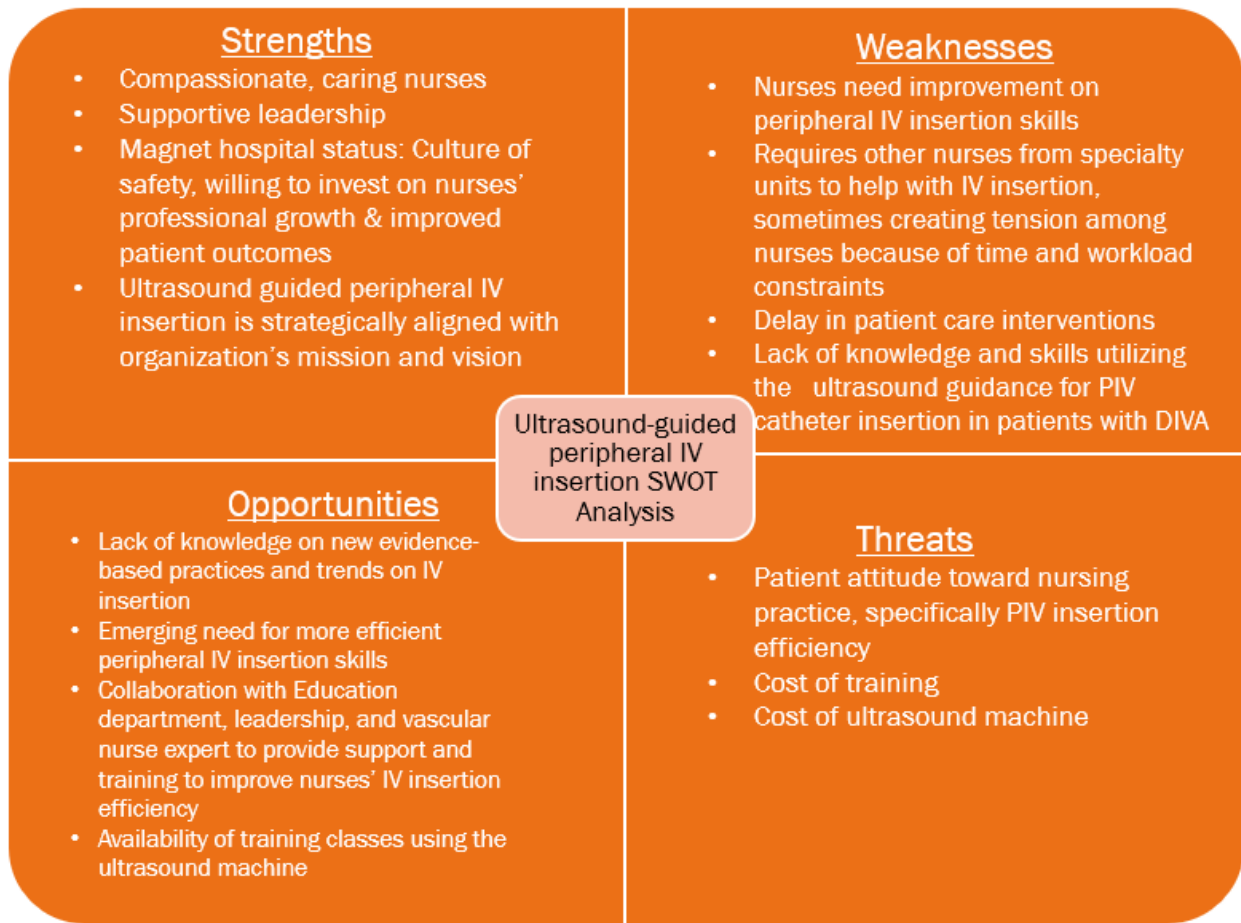 Strengths
• Compassionate, caring nurses
• Supportive leadership
• Magnet hospital status: Culture of
safety, willing to invest on nurses'
professional growth & improved
patient outcomes
• Ultrasound guided peripheral IV
insertion is strategically aligned with
organization's mission and vision
Weaknesses
• Nurses need improvement on
peripheral IV insertion skills
• Requires other nurses from specialty
units to help with IV insertion,
sometimes creating tension among
nurses because of time and workload
constraints
• Delay in patient care interventions
• Lack of knowledge and skills utilizing
the ultrasound guidance for PIV
catheter insertion in patients with DIVA
Ultrasound-guided
peripheral IV
insertion SWOT
Analysis
Opportunities
• Lack of knowledge on new evidence-
based practices and trends on IV
insertion
• Emerging need for more efficient
peripheral IV insertion skills
• Collaboration with Education
department, leadership, and vascular
nurse expert to provide support and
training to improve nurses' IV insertion
efficiency
• Availability of training classes using the
ultrasound machine
Threats
• Patient attitude toward nursing
practice, specifically PIV insertion
efficiency
• Cost of training
• Cost of ultrasound machine